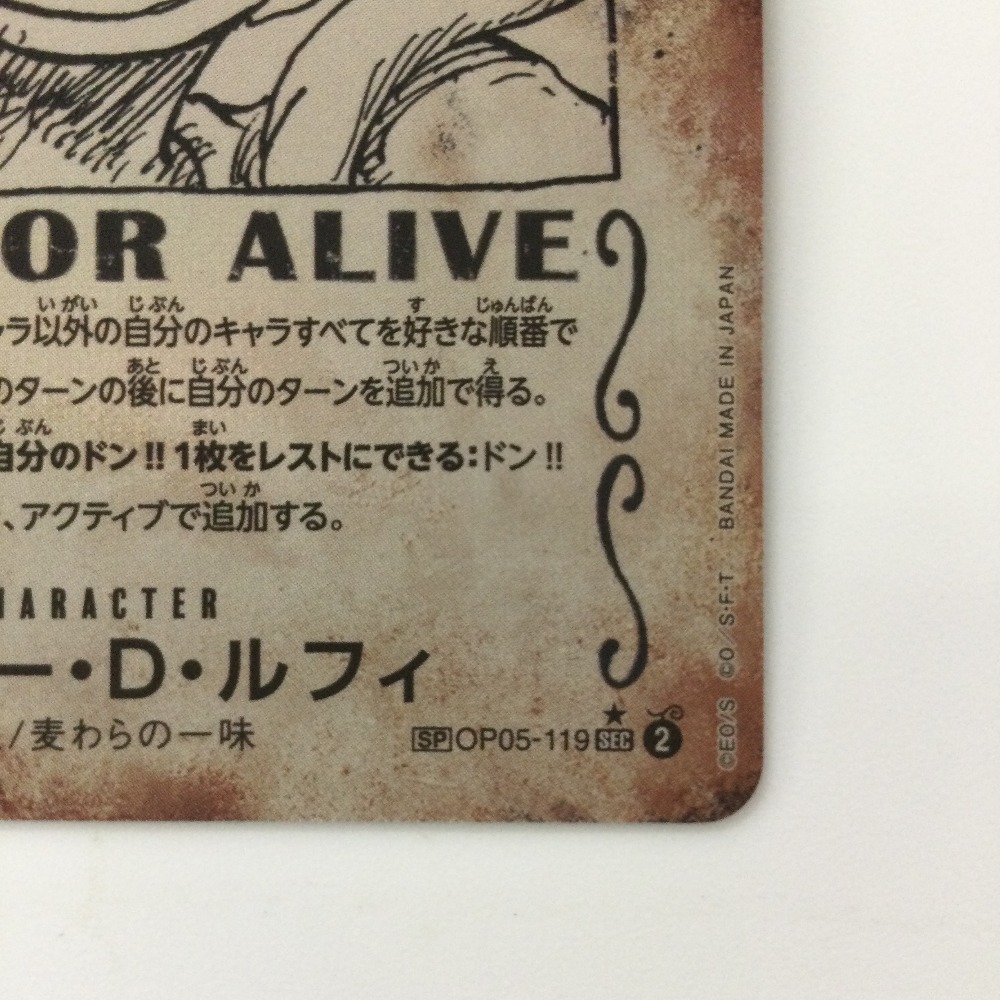 OR ALIVE
いがい じぶん す じゅんばん
ラ以外の自分のキャラすべてを好きな順番で
あと じぶん ついか え
のターンの後に自分のターンを追加で得る。
ぶん まい
自分のドン!!1枚をレストにできる:ドン!!
ついか
、アクティブで追加する。
HARACTER
ー・D・ルフィ
/麦わらの一味
SP OP05-119 SEC 2
©EO/S ©O/S・F・T BANDAI MADE IN JAPAN